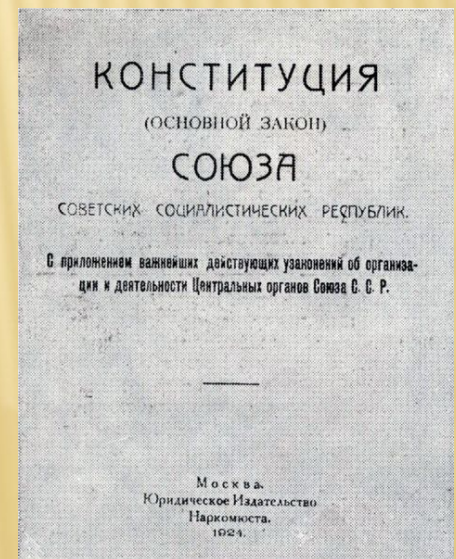 КОНСТИТУЦИЯ
(ОСНОВНОЙ ЗАКОН)
СОЮЗА
СОВЕТСКИХ СОЦИАЛИСТИЧЕСКИХ РЕСПУБЛИК.
С приложением важнейших действующих узаконений об организа-
ции и деятельности Центральных органов Союза С. С. Р.
Москва.
Юридическое Издательство
Наркомюста.
1924.